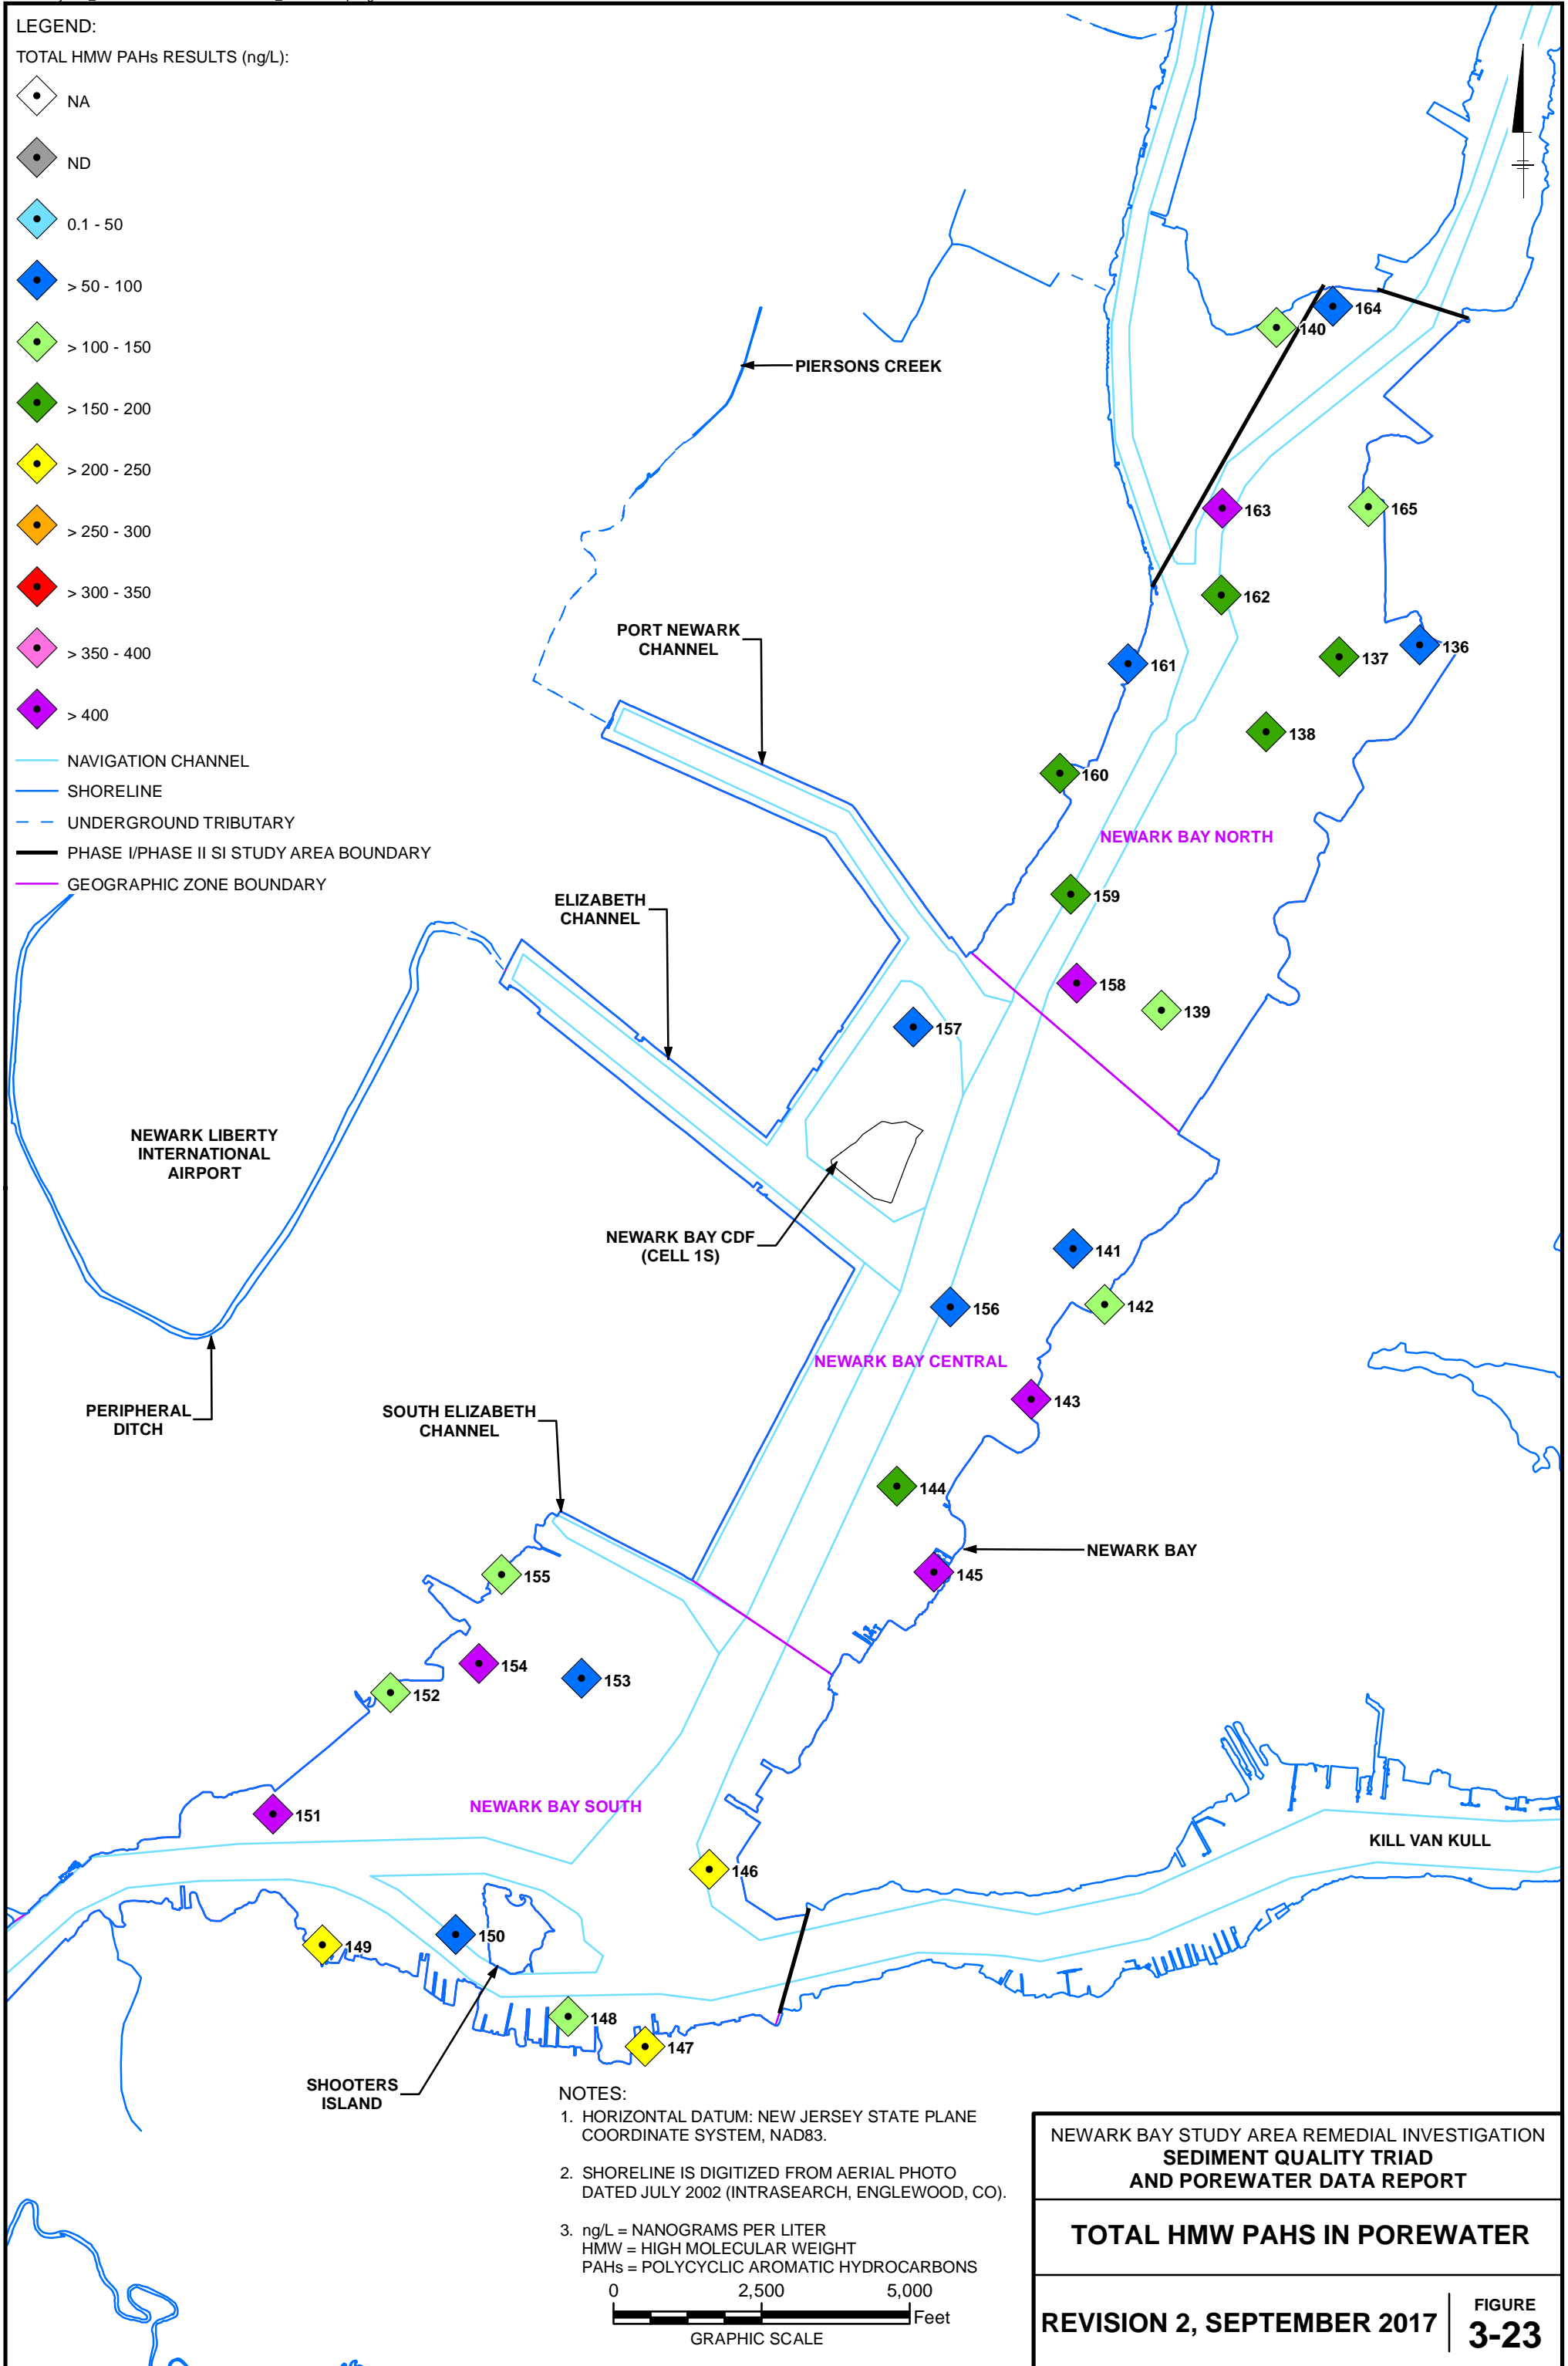 LEGEND:
TOTAL HMW PAHs RESULTS (ng/L):
NA
ND
0.1 - 50
> 50 - 100
> 100 - 150
> 150 - 200
> 200 - 250
> 250 - 300
> 300 - 350
> 350 - 400
> 400
NAVIGATION CHANNEL
SHORELINE
UNDERGROUND TRIBUTARY
PHASE I/PHASE II SI STUDY AREA BOUNDARY
GEOGRAPHIC ZONE BOUNDARY
164
140
PIERSONS CREEK
163
165
162
PORT NEWARK
CHANNEL
136
137
161
138
160
NEWARK BAY NORTH
159
ELIZABETH
CHANNEL
158
139
157
NEWARK LIBERTY
INTERNATIONAL
AIRPORT
NEWARK BAY CDF
(CELL 1S)
141
142
156
NEWARK BAY CENTRAL
143
PERIPHERAL
DITCH
SOUTH ELIZABETH
CHANNEL
144
NEWARK BAY
145
155
154
153
152
NEWARK BAY SOUTH
151
KILL VAN KULL
146
150
149
148
147
SHOOTERS
ISLAND
NOTES:
1. HORIZONTAL DATUM: NEW JERSEY STATE PLANE
COORDINATE SYSTEM, NAD83.
2. SHORELINE IS DIGITIZED FROM AERIAL PHOTO
DATED JULY 2002 (INTRASEARCH, ENGLEWOOD, CO).
3. ng/L = NANOGRAMS PER LITER
HMW = HIGH MOLECULAR WEIGHT
PAHs = POLYCYCLIC AROMATIC HYDROCARBONS
0 2,500 5,000
Feet
GRAPHIC SCALE
NEWARK BAY STUDY AREA REMEDIAL INVESTIGATION
SEDIMENT QUALITY TRIAD
AND POREWATER DATA REPORT
TOTAL HMW PAHS IN POREWATER
REVISION 2, SEPTEMBER 2017
FIGURE
3-23